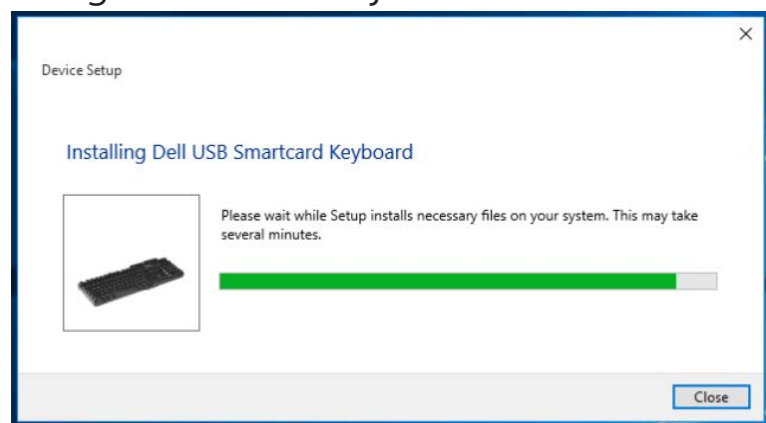 Device Setup
Installing Dell USB Smartcard Keyboard
Please wait while Setup installs necessary files on your system. This may take
several minutes.
Close